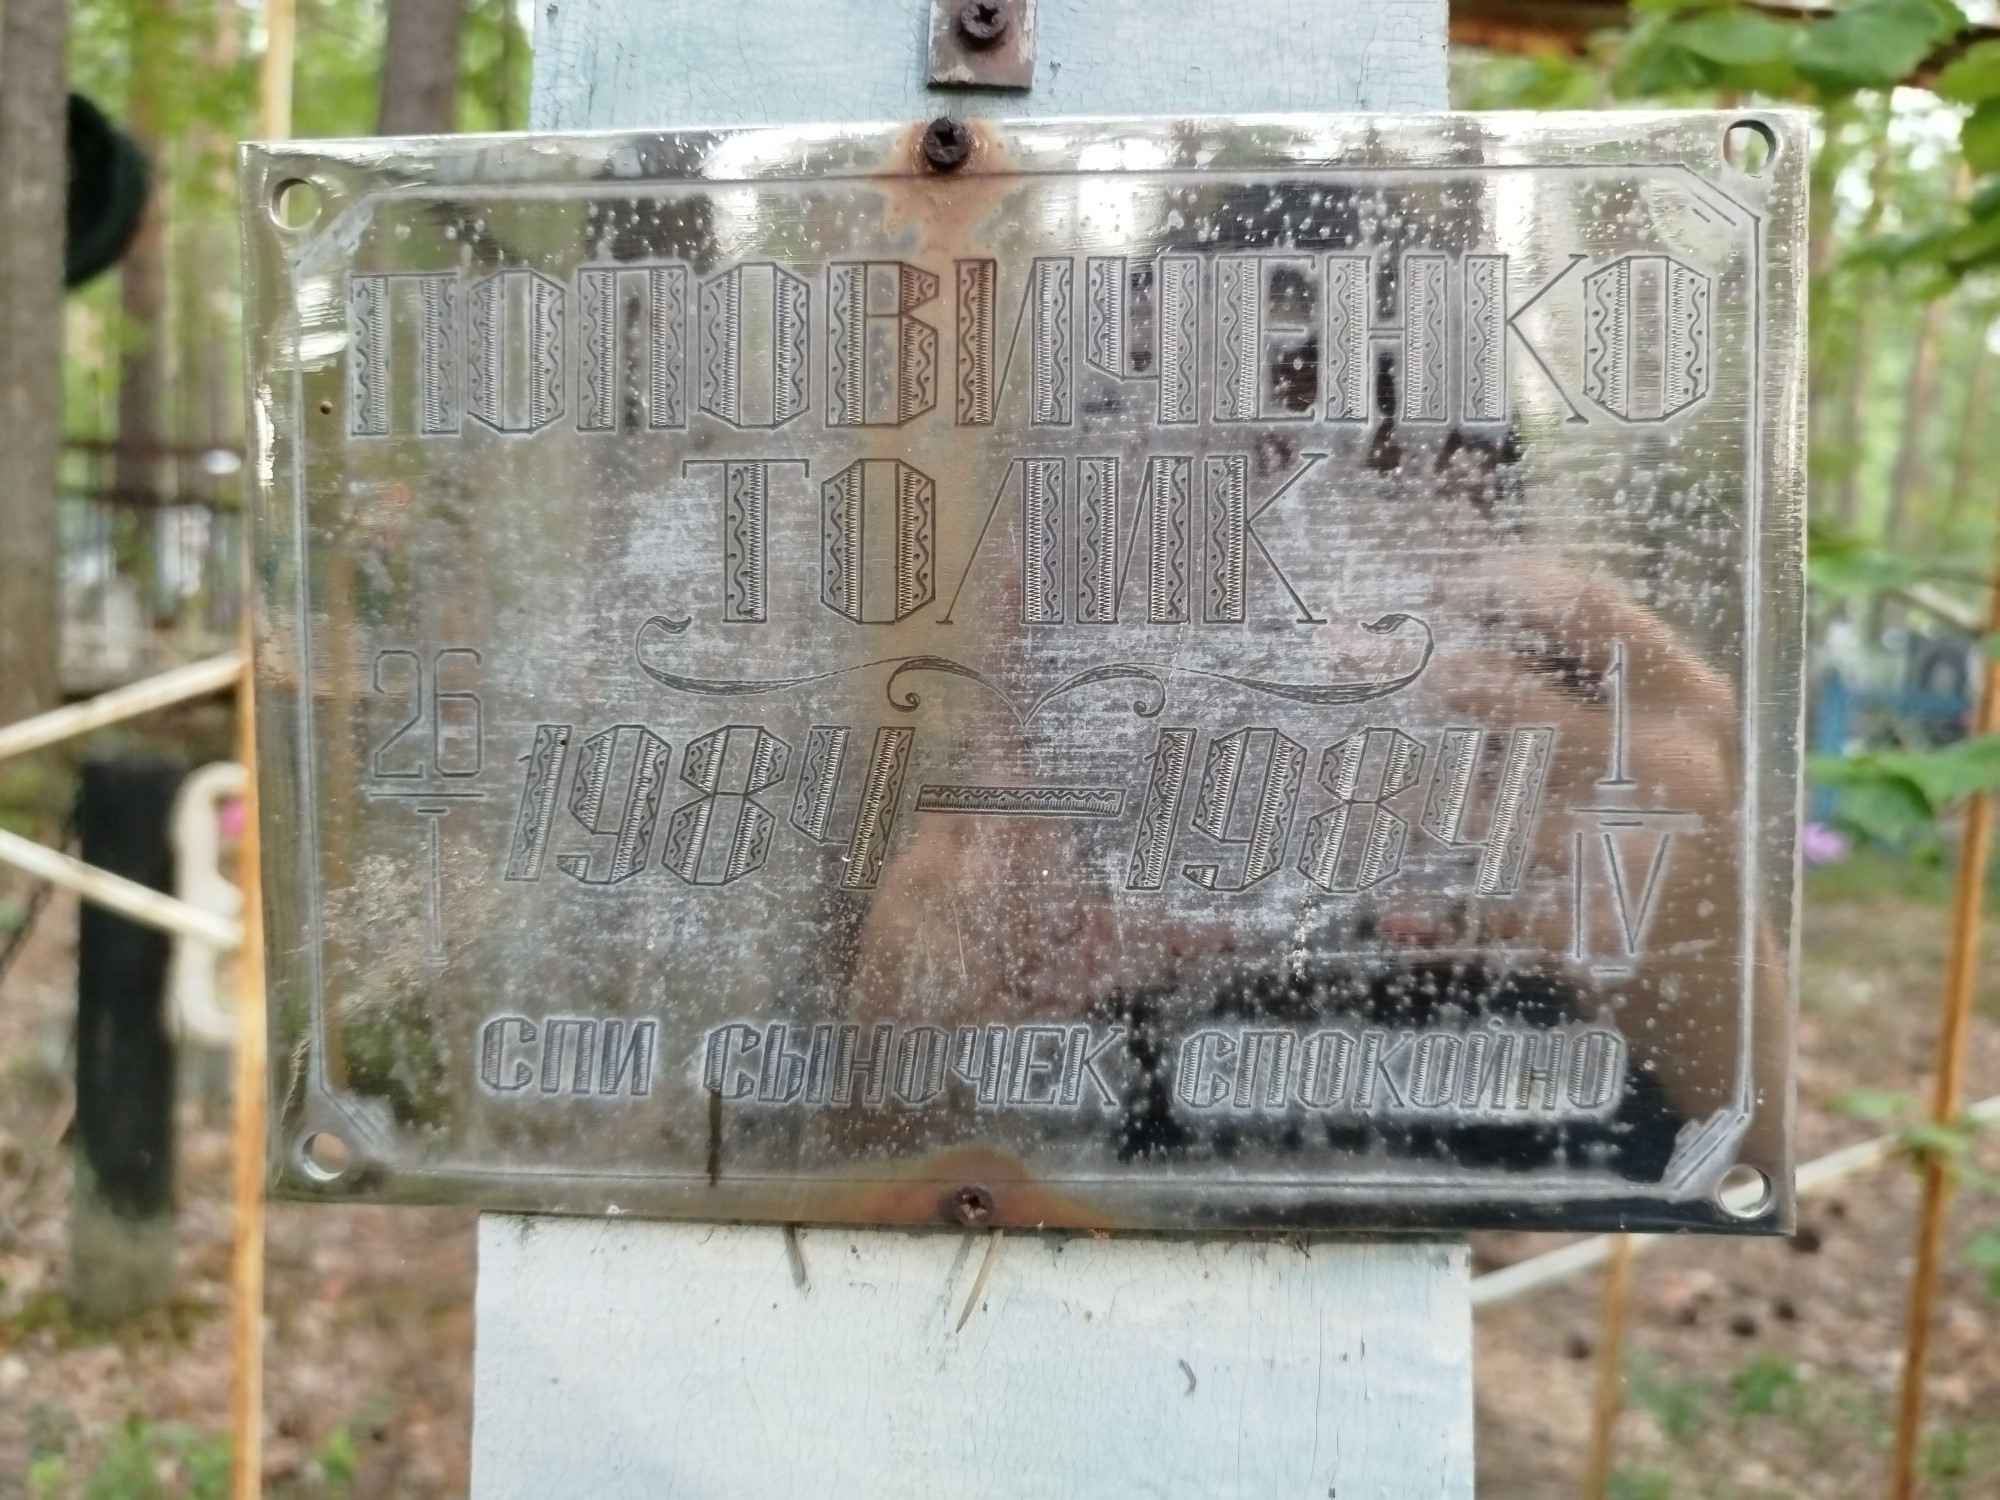 ПОПОВИЧЕНКО
ТОЛИК
26/I 1984 — 1984 1/IV
СПИ СЫНОЧЕК СПОКОЙНО